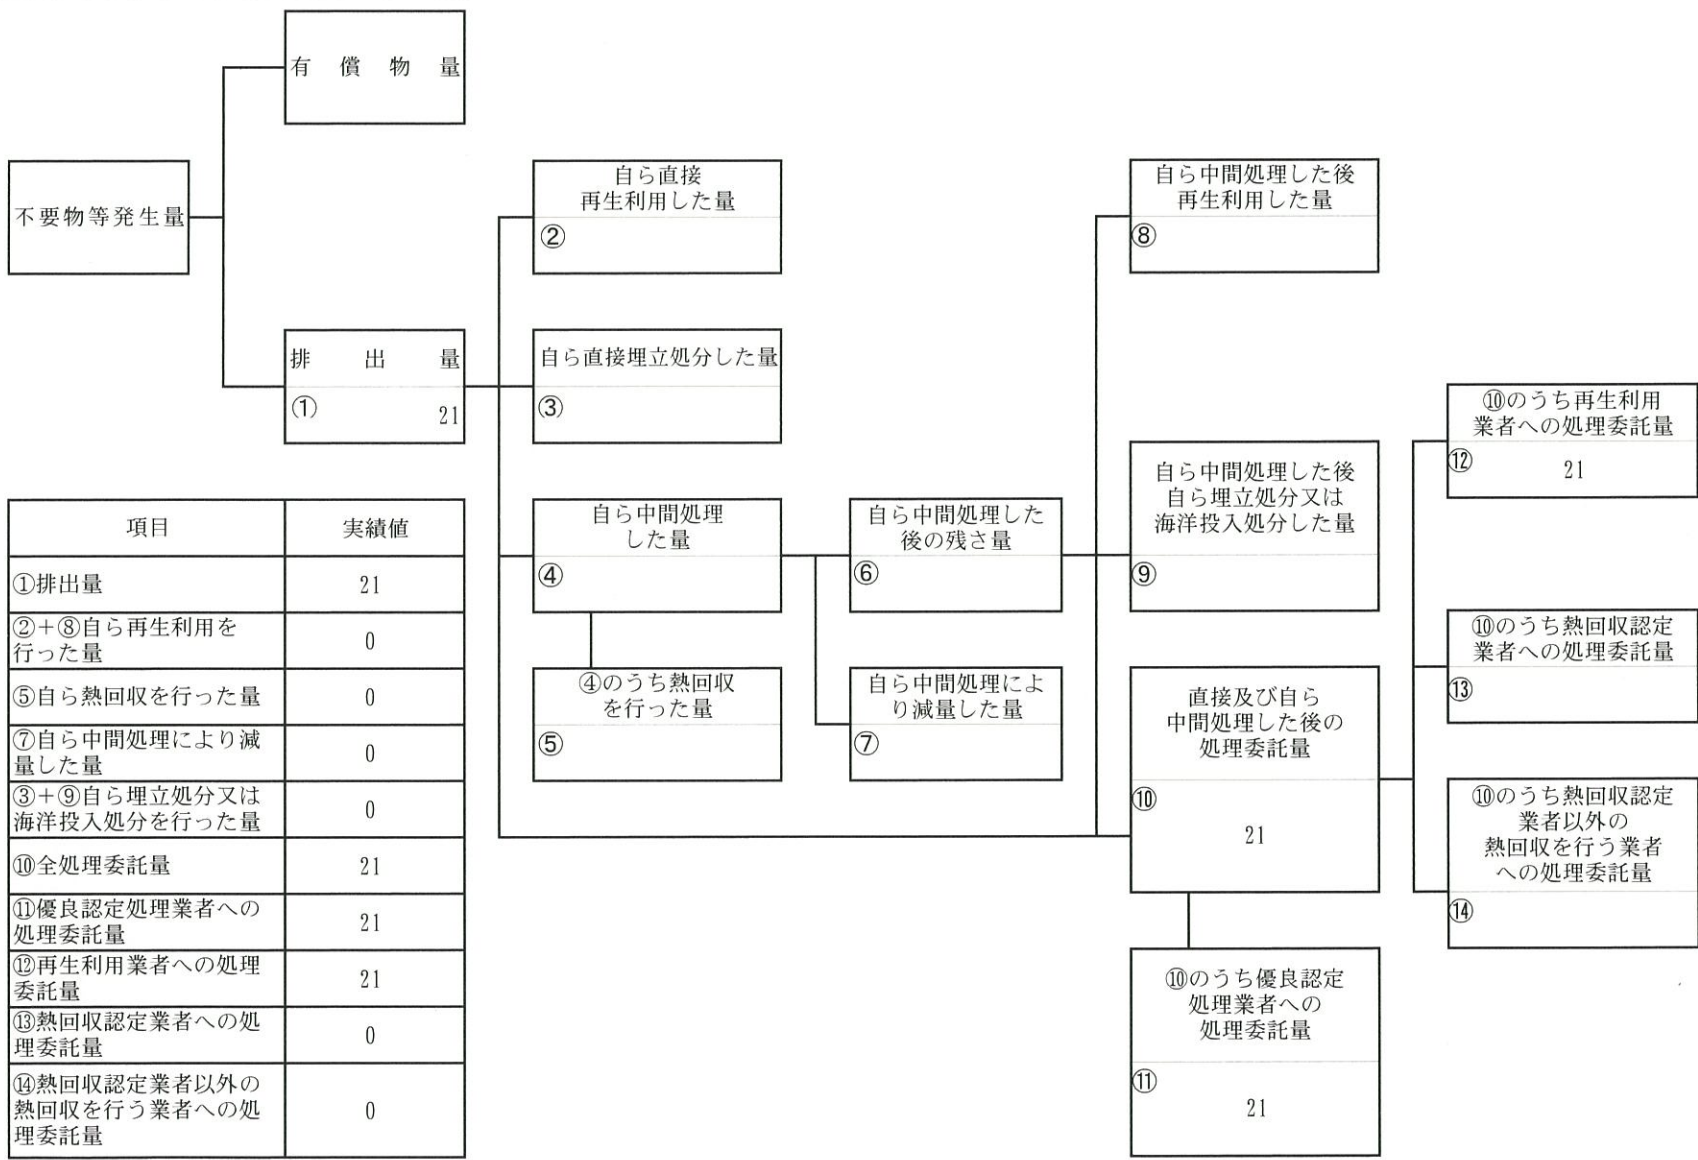 有償物量
不要物等発生量
排出量
① 21
自ら直接
再生利用した量
②
自ら直接埋立処分した量
③
自ら中間処理
した量
④
④のうち熱回収
を行った量
⑤
自ら中間処理した
後の残さ量
⑥
自ら中間処理によ
り減量した量
⑦
自ら中間処理した後
再生利用した量
⑧
自ら中間処理した後
自ら埋立処分又は
海洋投入処分した量
⑨
直接及び自ら
中間処理した後の
処理委託量
⑩
21
⑩のうち優良認定
処理業者への
処理委託量
⑪
21
⑩のうち再生利用
業者への処理委託量
⑫ 21
⑩のうち熱回収認定
業者への処理委託量
⑬
⑩のうち熱回収認定
業者以外の
熱回収を行う業者
への処理委託量
⑭
項目 実績値
①排出量 21
②+⑧自ら再生利用を
行った量 0
⑤自ら熱回収を行った量 0
⑦自ら中間処理により減
量した量 0
③+⑨自ら埋立処分又は
海洋投入処分を行った量 0
⑩全処理委託量 21
⑪優良認定処理業者への
処理委託量 21
⑫再生利用業者への処理
委託量 21
⑬熱回収認定業者への処
理委託量 0
⑭熱回収認定業者以外の
熱回収を行う業者への処
理委託量 0